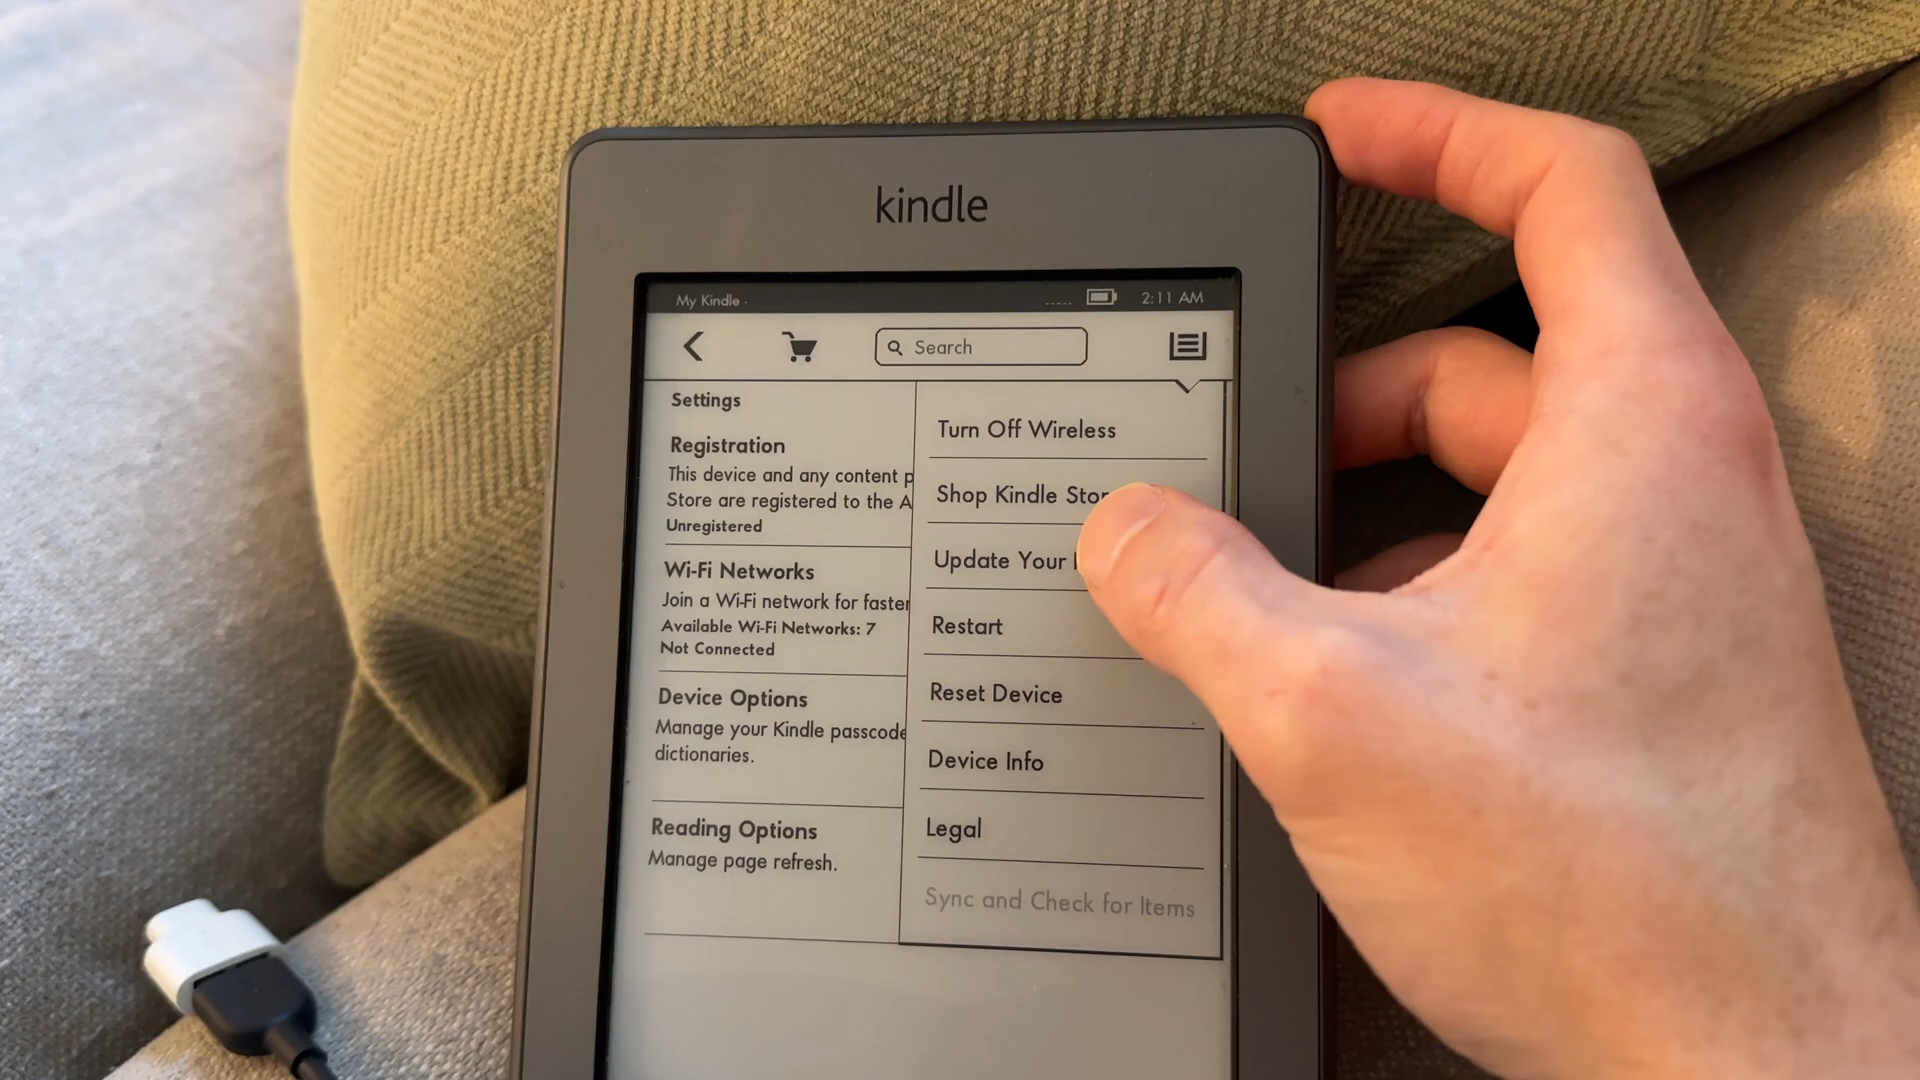 kindle
My Kindle
2:11 AM
Search
Settings
Registration
This device and any content
Store are registered to the
Unregistered
Wi-Fi Networks
Join a Wi-Fi network for faster
Available Wi-Fi Networks: 7
Not Connected
Device Options
Manage your Kindle passcode
dictionaries.
Reading Options
Manage page refresh.
Turn Off Wireless
Shop Kindle
Update Your
Restart
Reset Device
Device Info
Legal
Sync and Check for Items